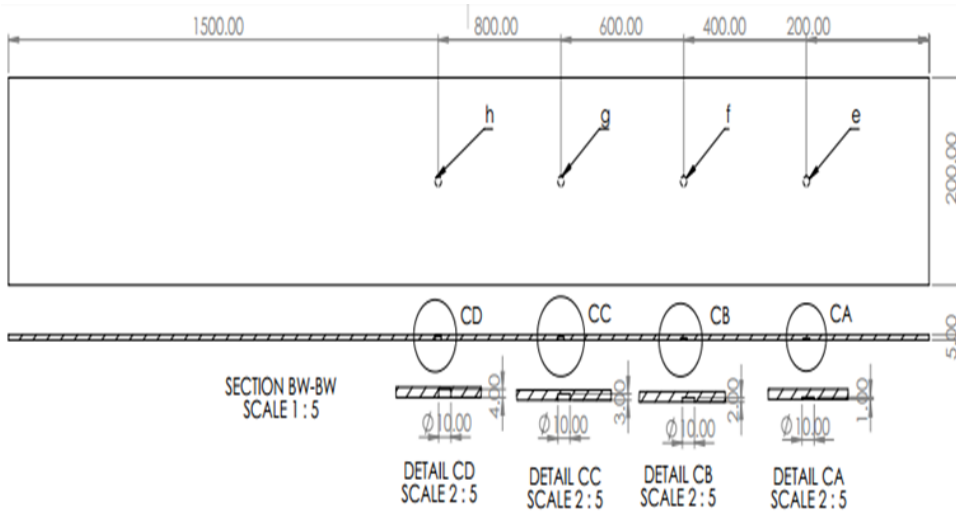 1500.00 800.00 600.00 400.00 200.00
h g f e
200.00
CD CC CB CA
5.00
SECTION BW-BW
SCALE 1 : 5
4.00 3.00 2.00 1.00
Ø10.00 Ø10.00 Ø10.00 Ø10.00
DETAIL CD
SCALE 2 : 5
DETAIL CC
SCALE 2 : 5
DETAIL CB
SCALE 2 : 5
DETAIL CA
SCALE 2 : 5